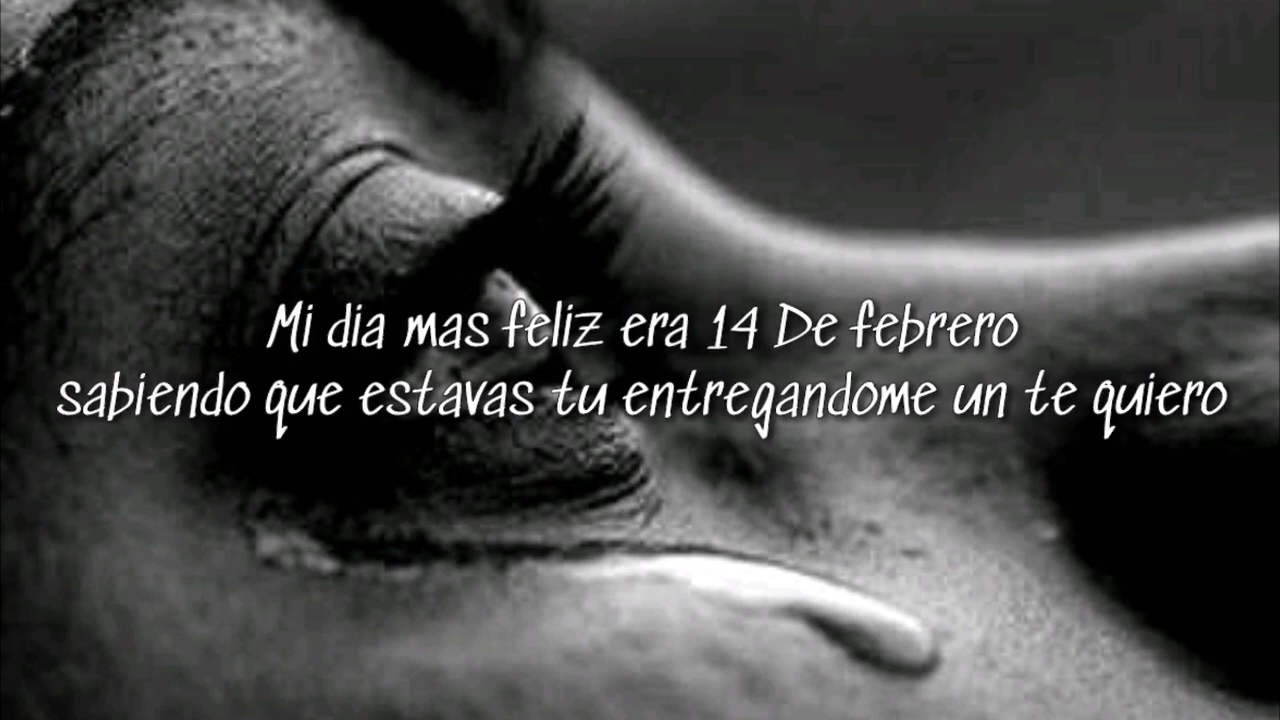 Mi dia mas feliz era 14 De febrero
sabiendo que estavas tu entregandome un te quiero